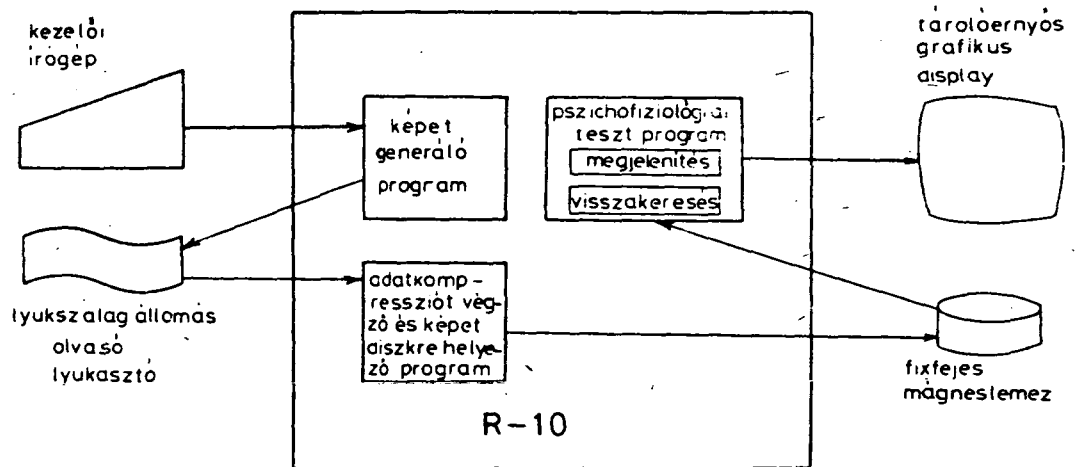 kezelői
írógép
képet
generáló
program
pszichofiziológiai
teszt program
megjelenítés
visszakeresés
tárolóernyős
grafikus
display
lyukszalag állomás
olvasó
lyukasztó
adatkomp-
ressziót vég-
ző és képet
diszkre helye-
ző program
fixfejes
mágneslemez
R-10